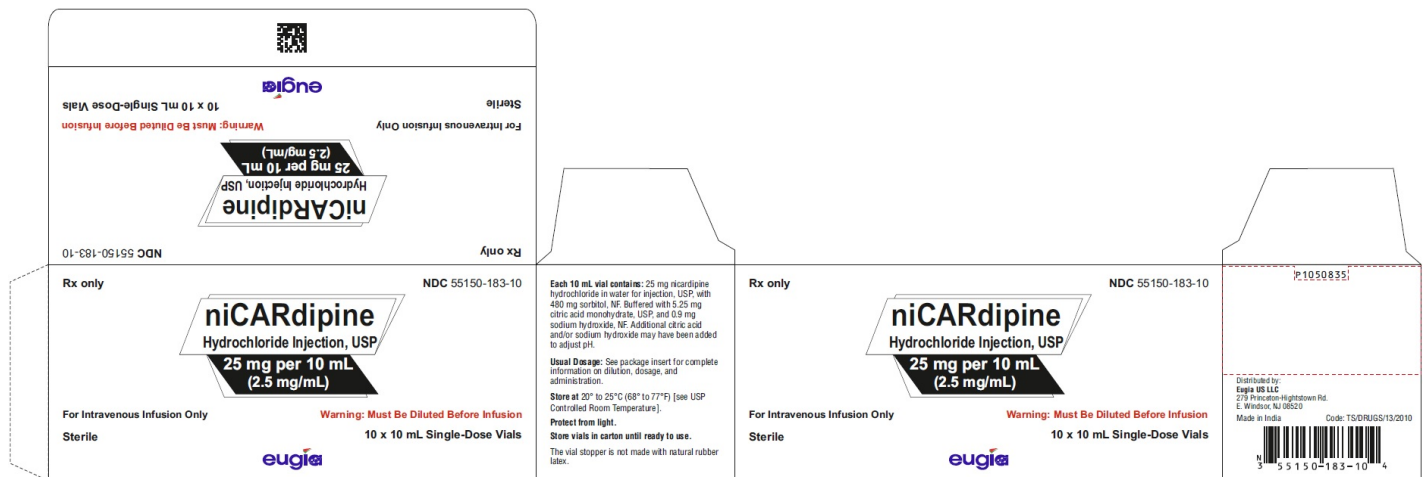 eugia
10 x 10 mL Single-Dose Vials
Sterile
Warning: Must Be Diluted Before Infusion
For Intravenous Infusion Only
25 mg per 10 mL
(2.5 mg/mL)
niCARdipine
Hydrochloride Injection, USP
NDC 55150-183-10
Rx only
Rx only
NDC 55150-183-10
niCARdipine
Hydrochloride Injection, USP
25 mg per 10 mL
(2.5 mg/mL)
For Intravenous Infusion Only
Warning: Must Be Diluted Before Infusion
Sterile
10 x 10 mL Single-Dose Vials
eugia
Each 10 mL vial contains: 25 mg nicardipine
hydrochloride in water for injection, USP, with
480 mg sorbitol, NF. Buffered with 5.25 mg
citric acid monohydrate, USP, and 0.9 mg
sodium hydroxide, NF. Additional citric acid
and/or sodium hydroxide may have been added
to adjust pH.
Usual Dosage: See package insert for complete
information on dilution, dosage, and
administration.
Store at 20° to 25°C (68° to 77°F) [see USP
Controlled Room Temperature].
Protect from light.
Store vials in carton until ready to use.
The vial stopper is not made with natural rubber
latex.
Rx only
NDC 55150-183-10
niCARdipine
Hydrochloride Injection, USP
25 mg per 10 mL
(2.5 mg/mL)
For Intravenous Infusion Only
Warning: Must Be Diluted Before Infusion
Sterile
10 x 10 mL Single-Dose Vials
eugia
P1050835
Distributed by:
Eugia US LLC
279 Princeton-Hightstown Rd.
E. Windsor, NJ 08520
Made in India
Code: TS/DRUGS/13/2010
N
3 55150-183-10 4